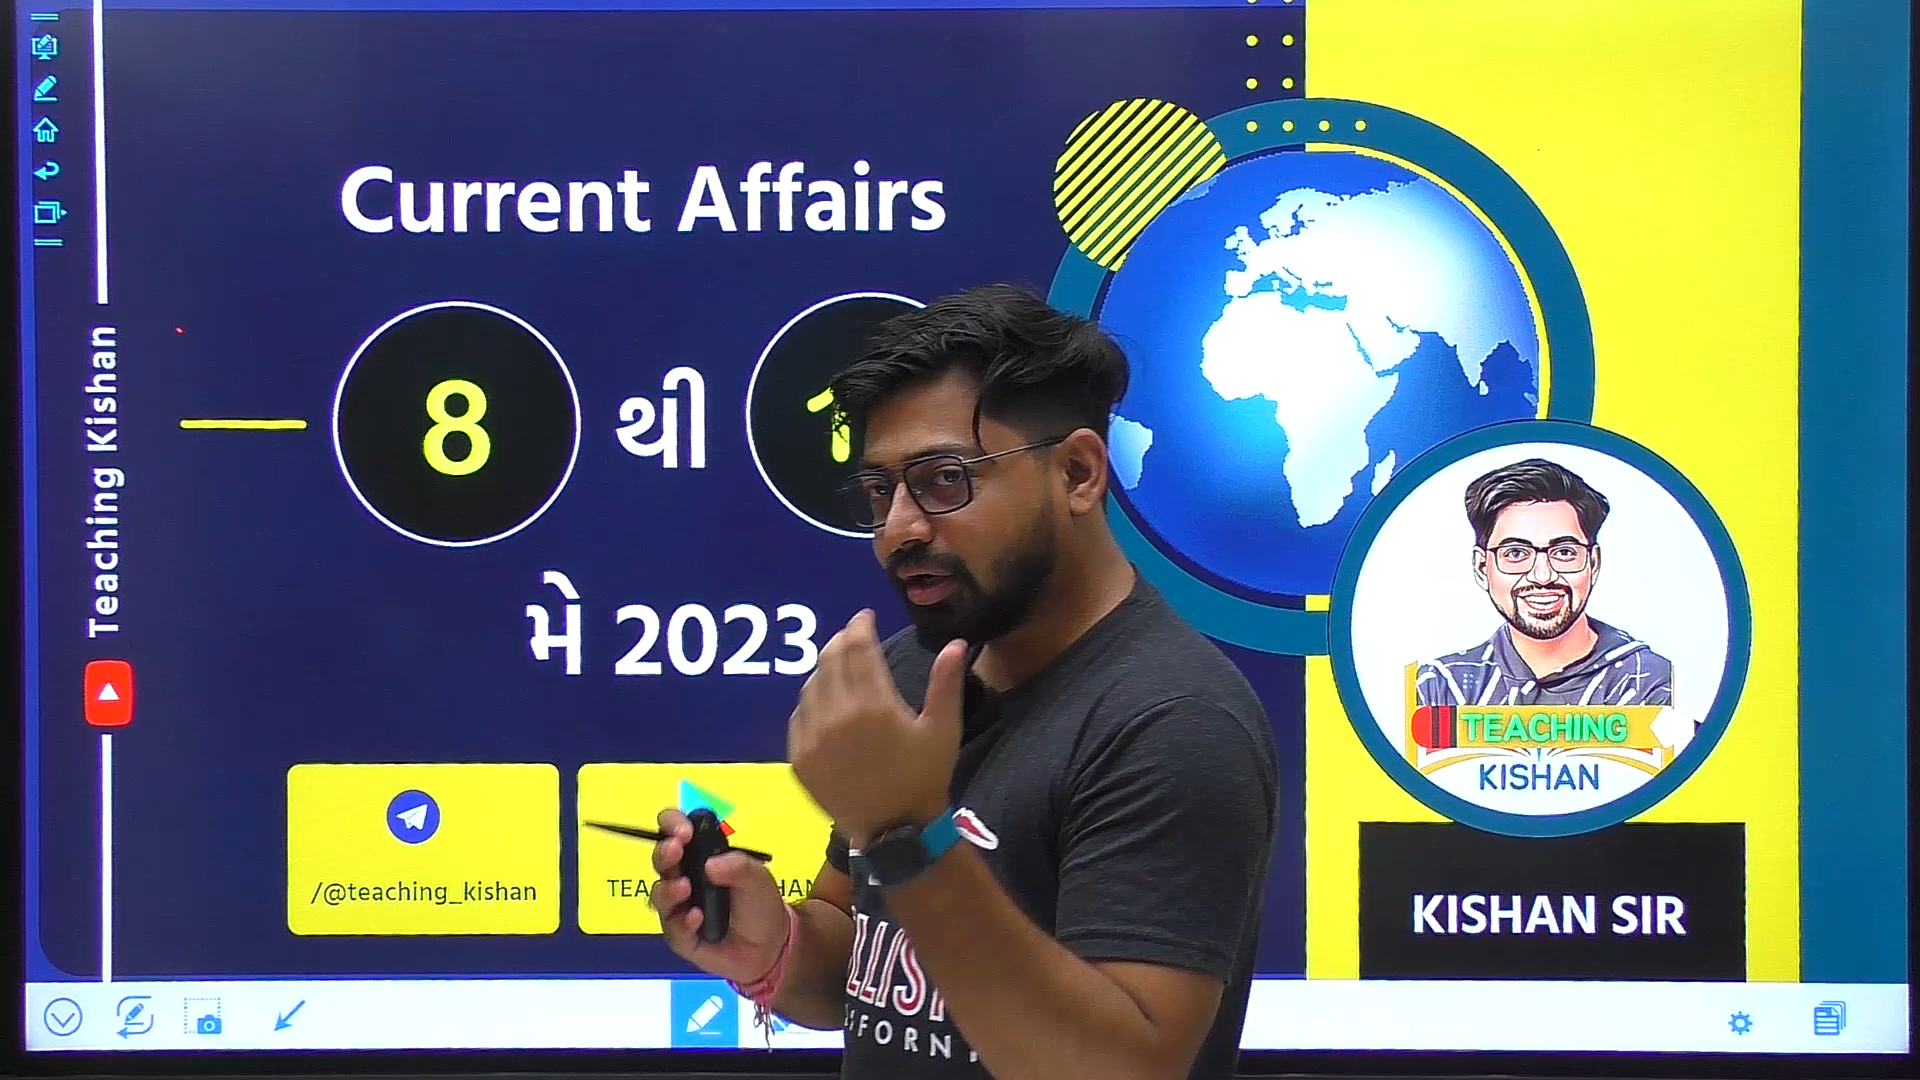 Current Affairs
8 થી
મે 2023
Teaching Kishan
/@teaching_kishan
TEACHING
KISHAN
KISHAN SIR